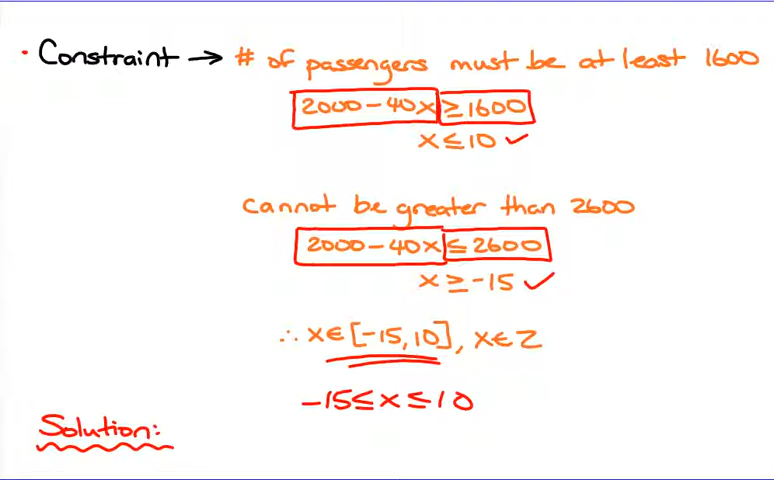 • Constraint → # of passengers must be at least 1600
2000-40x ≥1600
x≤10 ✓
cannot be greater than 2600
2000-40x ≤2600
x≥-15 ✓
∴ x∈[-15,10], x∈Z
-15≤x≤10
Solution: